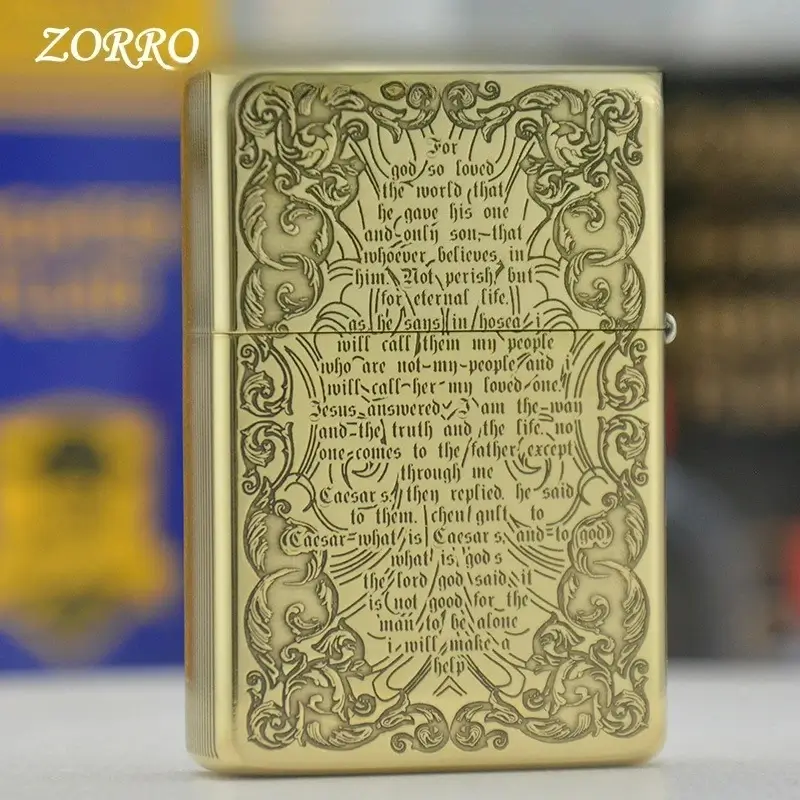 ZORRO
For
god so loved
the world that
he gave his one
and only son, that
whoever believes in
him. Not perish but
for eternal life.
as he says in hosea i
will call them my people
who are not my people and i
will call her my loved one.
Jesus answered, I am the way
and the truth and the life. no
one comes to the father except
through me
Caesar s. they replied. he said
to them. chen gult to
Caesar what is Caesar s, and to god
what is god s
the lord god said it
is not good for the
man to be alone
i will make a
help